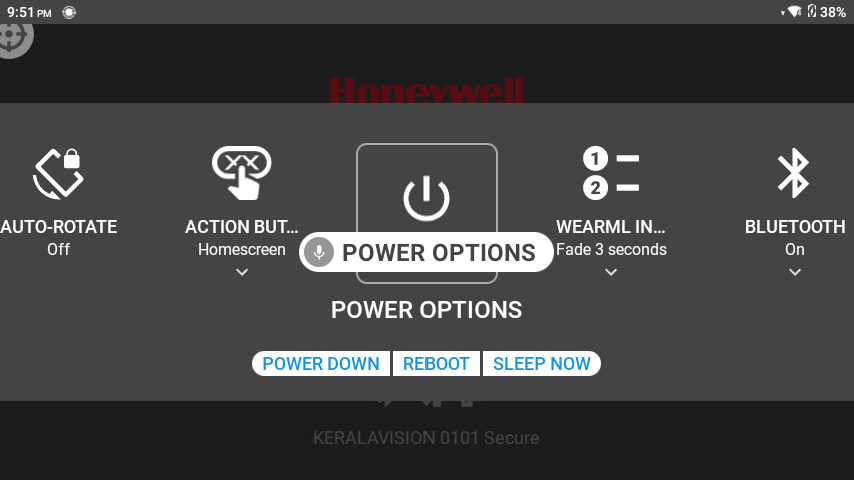 9:51 PM 38%
Honeywell
XX
1
2
AUTO-ROTATE ACTION BUT... WEARML IN... BLUETOOTH
Off Homescreen Fade 3 seconds On
POWER OPTIONS
POWER OPTIONS
POWER DOWN REBOOT SLEEP NOW
KERALAVISION 0101 Secure